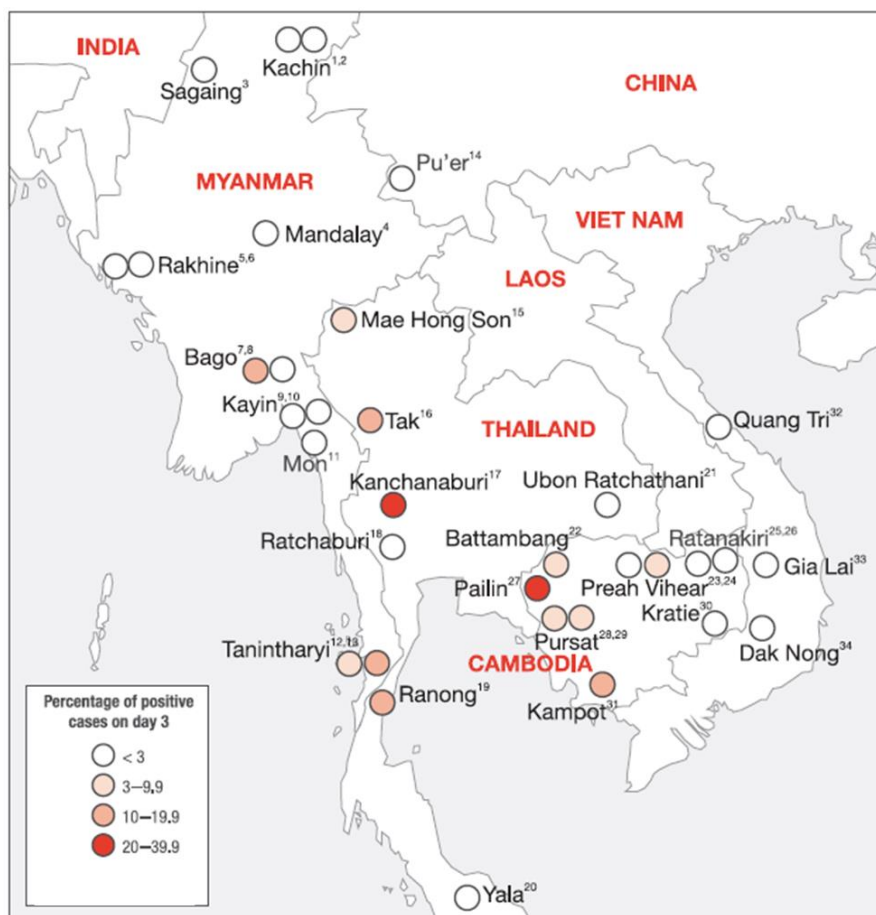 INDIA
Kachin1,2
Sagaing3
CHINA
Pu'er14
MYANMAR
VIET NAM
Mandalay4
Rakhine5,6
LAOS
Mae Hong Son15
Bago7,8
Kayin9,10
Tak16
Quang Tri32
THAILAND
Mon11
Kanchanaburi17
Ubon Ratchathani21
Ratchaburi18
Battambang22
Ratanakiri25,26
Gia Lai33
Pailin27
Preah Vihear23,24
Kratie30
Pursat28,29
Tanintharyi12,13
CAMBODIA
Dak Nong34
Ranong19
Kampot31
Percentage of positive
cases on day 3
< 3
3–9.9
10–19.9
20–39.9
Yala20